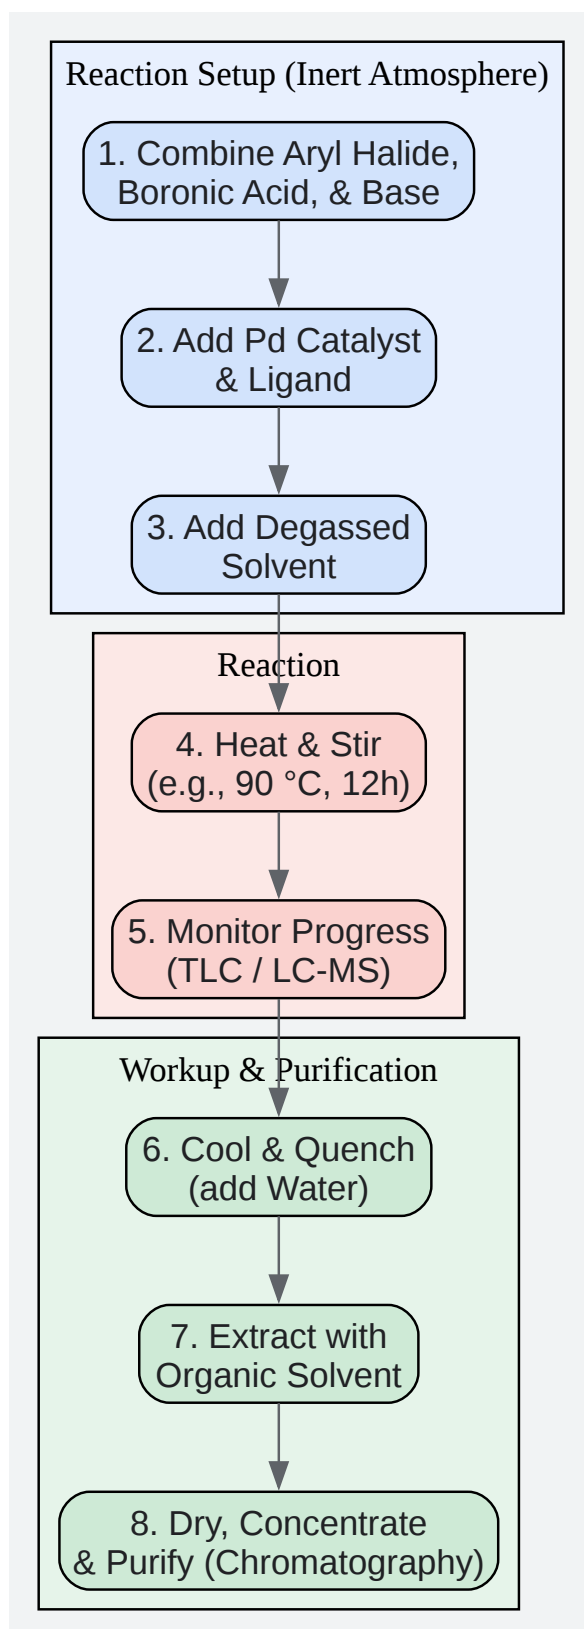 Reaction Setup (Inert Atmosphere)
1. Combine Aryl Halide,
Boronic Acid, & Base
2. Add Pd Catalyst
& Ligand
3. Add Degassed
Solvent
Reaction
4. Heat & Stir
(e.g., 90 °C, 12h)
5. Monitor Progress
(TLC / LC-MS)
Workup & Purification
6. Cool & Quench
(add Water)
7. Extract with
Organic Solvent
8. Dry, Concentrate
& Purify (Chromatography)